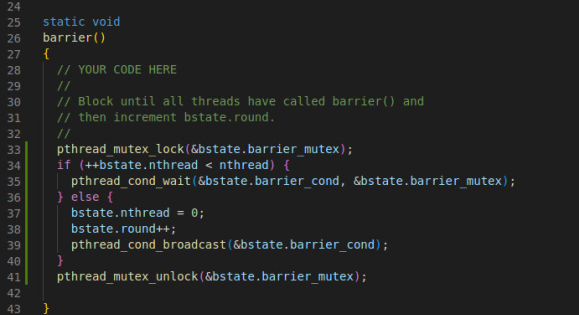 24
25 static void
26 barrier()
27 {
28   // YOUR CODE HERE
29   //
30   // Block until all threads have called barrier() and
31   // then increment bstate.round.
32   //
33   pthread_mutex_lock(&bstate.barrier_mutex);
34   if (++bstate.nthread < nthread) {
35     pthread_cond_wait(&bstate.barrier_cond, &bstate.barrier_mutex);
36   } else {
37     bstate.nthread = 0;
38     bstate.round++;
39     pthread_cond_broadcast(&bstate.barrier_cond);
40   }
41   pthread_mutex_unlock(&bstate.barrier_mutex);
42
43 }